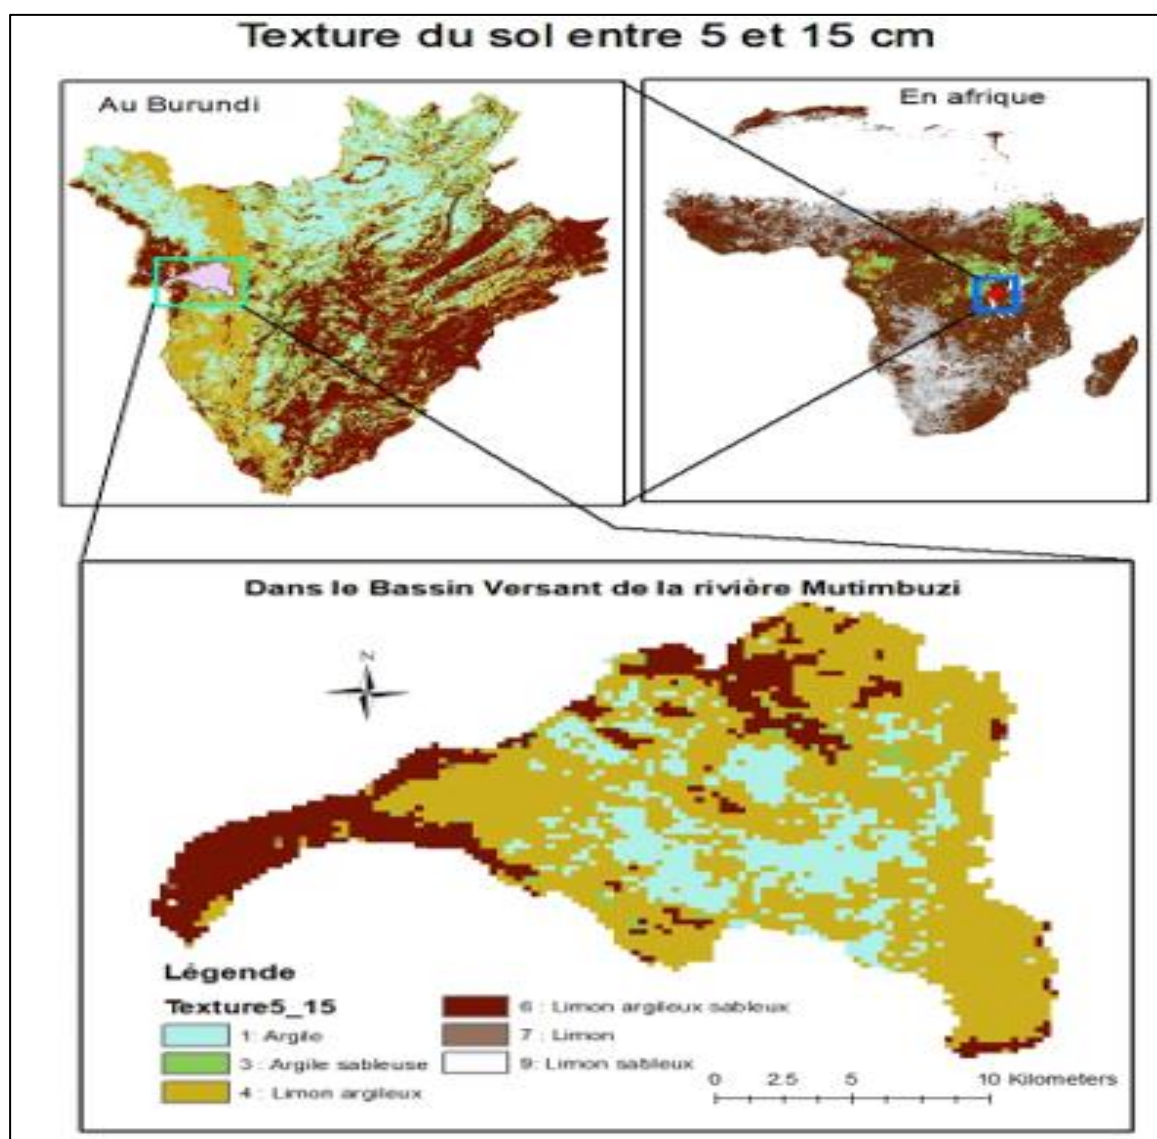 Texture du sol entre 5 et 15 cm
Au Burundi
En afrique
Dans le Bassin Versant de la rivière Mutimbuzi
N
Légende
Texture5_15
1: Argile
3 : Argile sableuse
4 : Limon argileux
6 : Limon argileux sableux
7 : Limon
9: Limon sableux
0 2.5 5 10 Kilometers